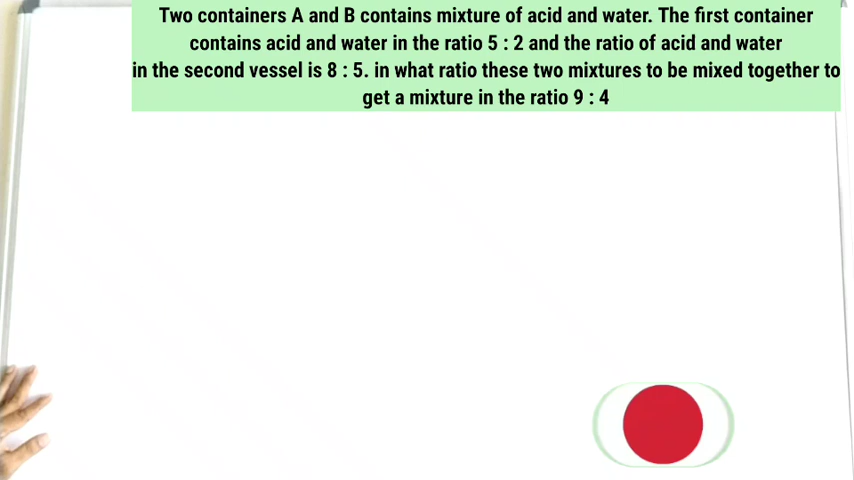 Two containers A and B contains mixture of acid and water. The first container
contains acid and water in the ratio 5 : 2 and the ratio of acid and water
in the second vessel is 8 : 5. in what ratio these two mixtures to be mixed together to
get a mixture in the ratio 9 : 4